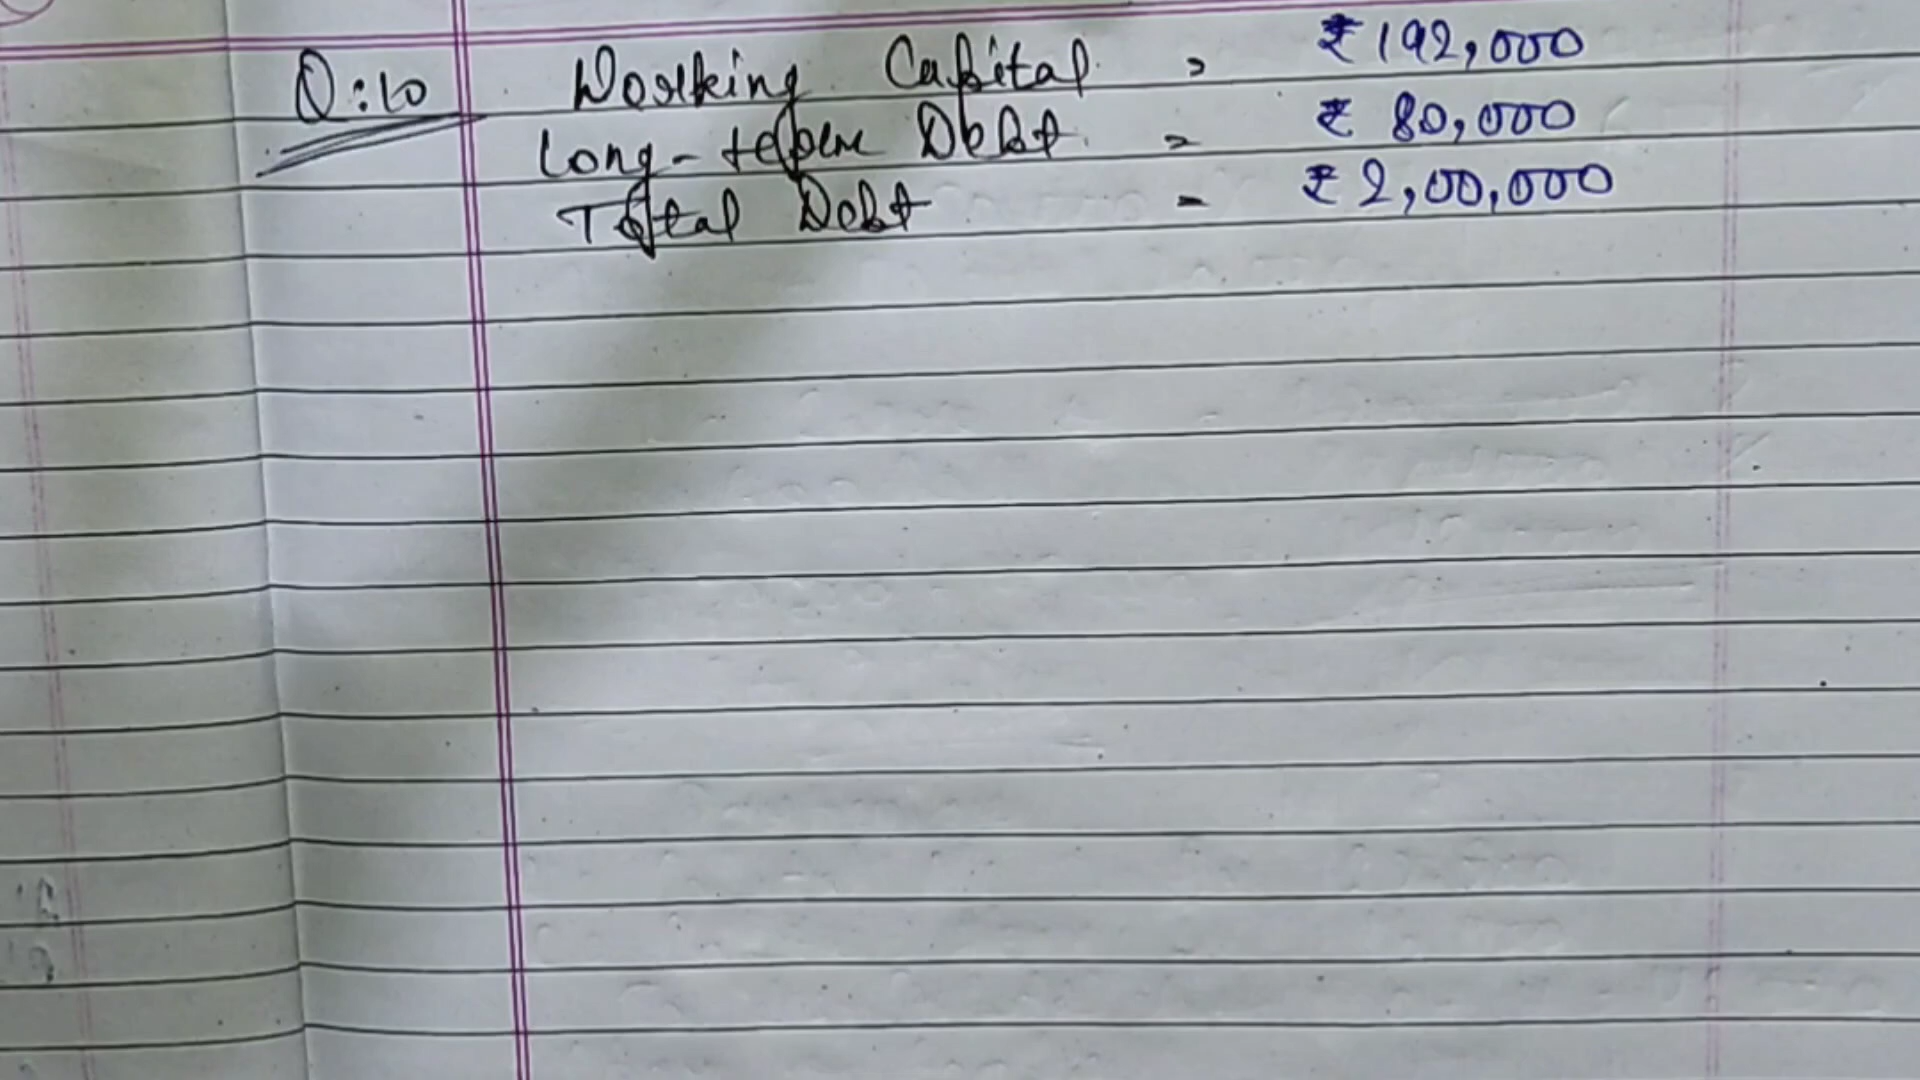 Q:10 Working Capital = ₹192,000
Long-term Debt = ₹ 80,000
Total Debt = ₹ 2,00,000